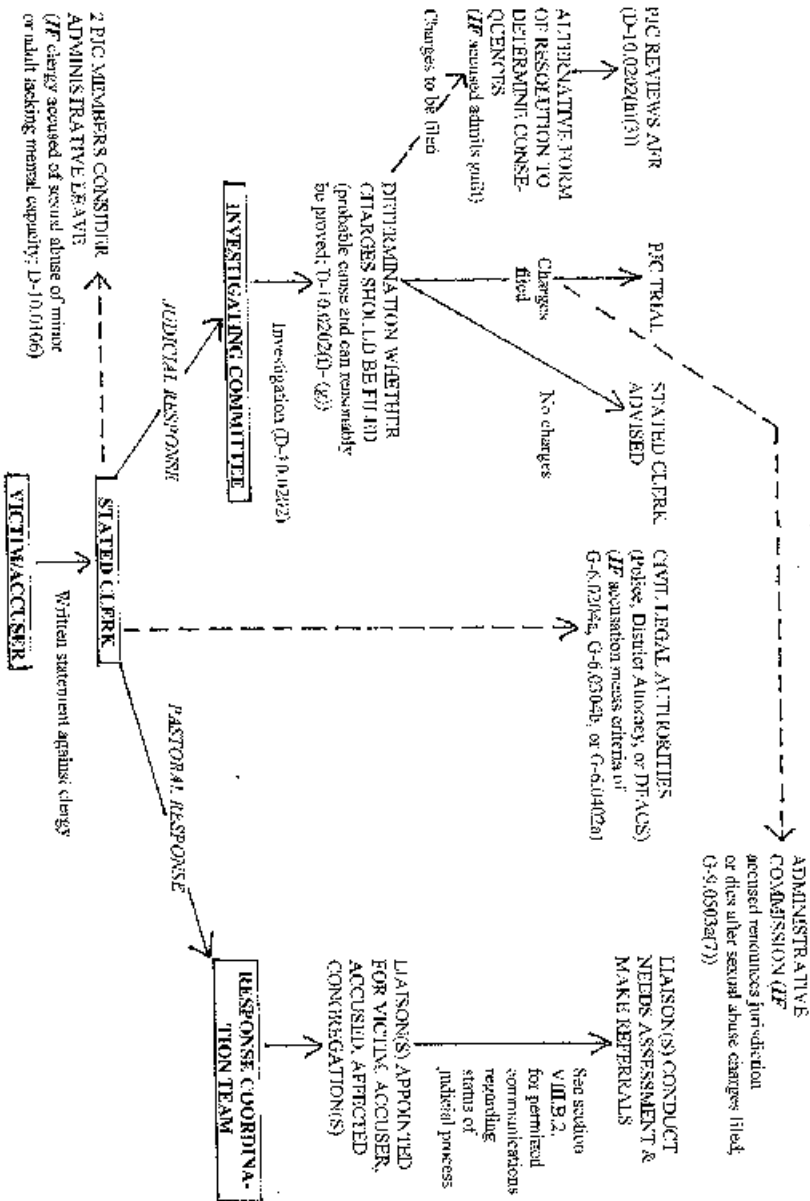 ADMINISTRATIVE
COMMISSION (IF
accused renounces jurisdiction
or dies after sexual abuse charges filed;
G-9.0503a(7))
PJC REVIEWS AFR
(D-10.0202(h)(3))
PJC TRIAL
STATED CLERK
ADVISED
CIVIL LEGAL AUTHORITIES
(Police, District Attorney, or DFACS)
(IF accusation meets criteria of
G-6.0204a, G-6.0304b, or G-6.0402a)
LIAISON(S) CONDUCT
NEEDS ASSESSMENT &
MAKE REFERRALS
ALTERNATIVE FORM
OF RESOLUTION TO
DETERMINE CONSE-
QUENCES
(IF accused admits guilt)
Charges to be filed
Charges
filed
No charges
See section
VIII.B.2.
for permitted
communications
regarding
status of
judicial process
DETERMINATION WHETHER
CHARGES SHOULD BE FILED
(probable cause and can reasonably
be proved; D-10.0202(f)-(g))
LIAISON(S) APPOINTED
FOR VICTIM, ACCUSER,
ACCUSED, AFFECTED
CONGREGATION(S)
Investigation (D-10.0202)
INVESTIGATING COMMITTEE
RESPONSE COORDINA-
TION TEAM
JUDICIAL RESPONSE
PASTORAL RESPONSE
2 PJC MEMBERS CONSIDER
ADMINISTRATIVE LEAVE
(IF clergy accused of sexual abuse of minor
or adult lacking mental capacity; D-10.0106)
STATED CLERK
Written statement against clergy
VICTIM/ACCUSER